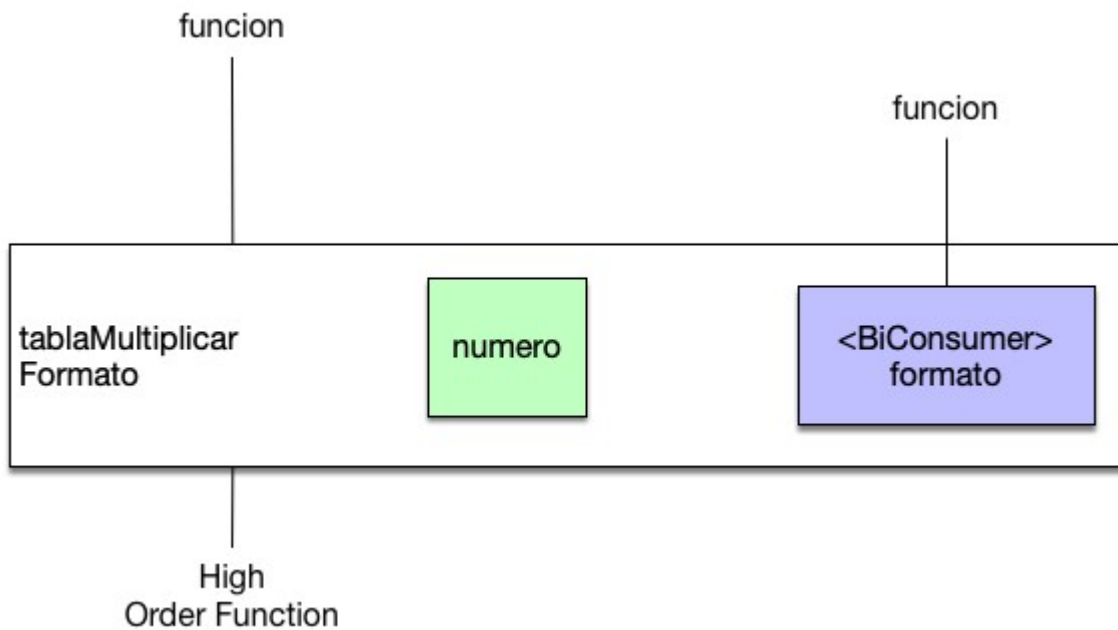 funcion
funcion
tablaMultiplicar
Formato
numero
<BiConsumer>
formato
High
Order Function